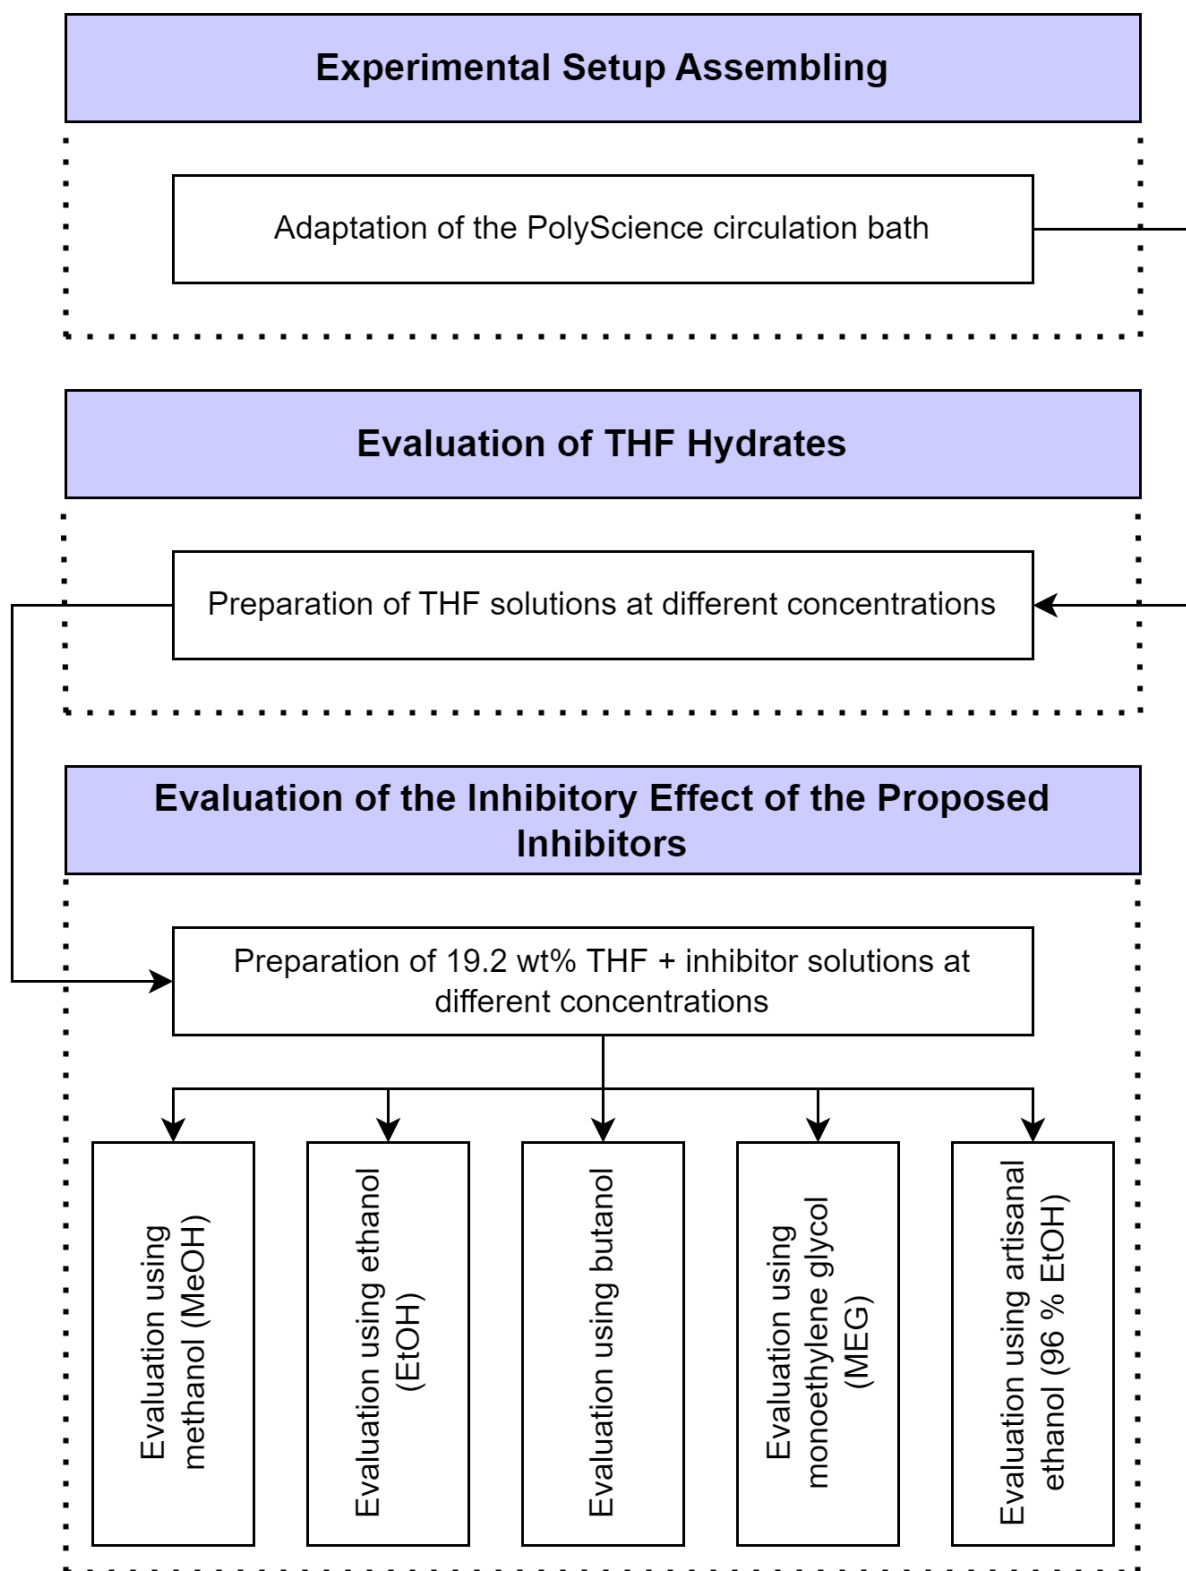 Experimental Setup Assembling
Adaptation of the PolyScience circulation bath
Evaluation of THF Hydrates
Preparation of THF solutions at different concentrations
Evaluation of the Inhibitory Effect of the Proposed
Inhibitors
Preparation of 19.2 wt% THF + inhibitor solutions at
different concentrations
Evaluation using
methanol (MeOH)
Evaluation using ethanol
(EtOH)
Evaluation using butanol
Evaluation using
monoethylene glycol
(MEG)
Evaluation using artisanal
ethanol (96 % EtOH)